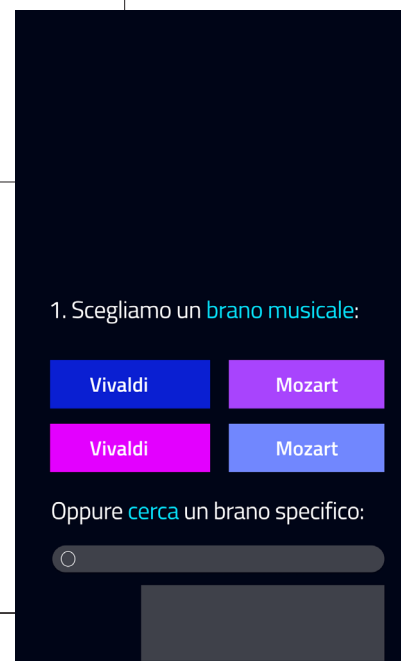 1. Scegliamo un brano musicale:
Vivaldi Mozart
Vivaldi Mozart
Oppure cerca un brano specifico: